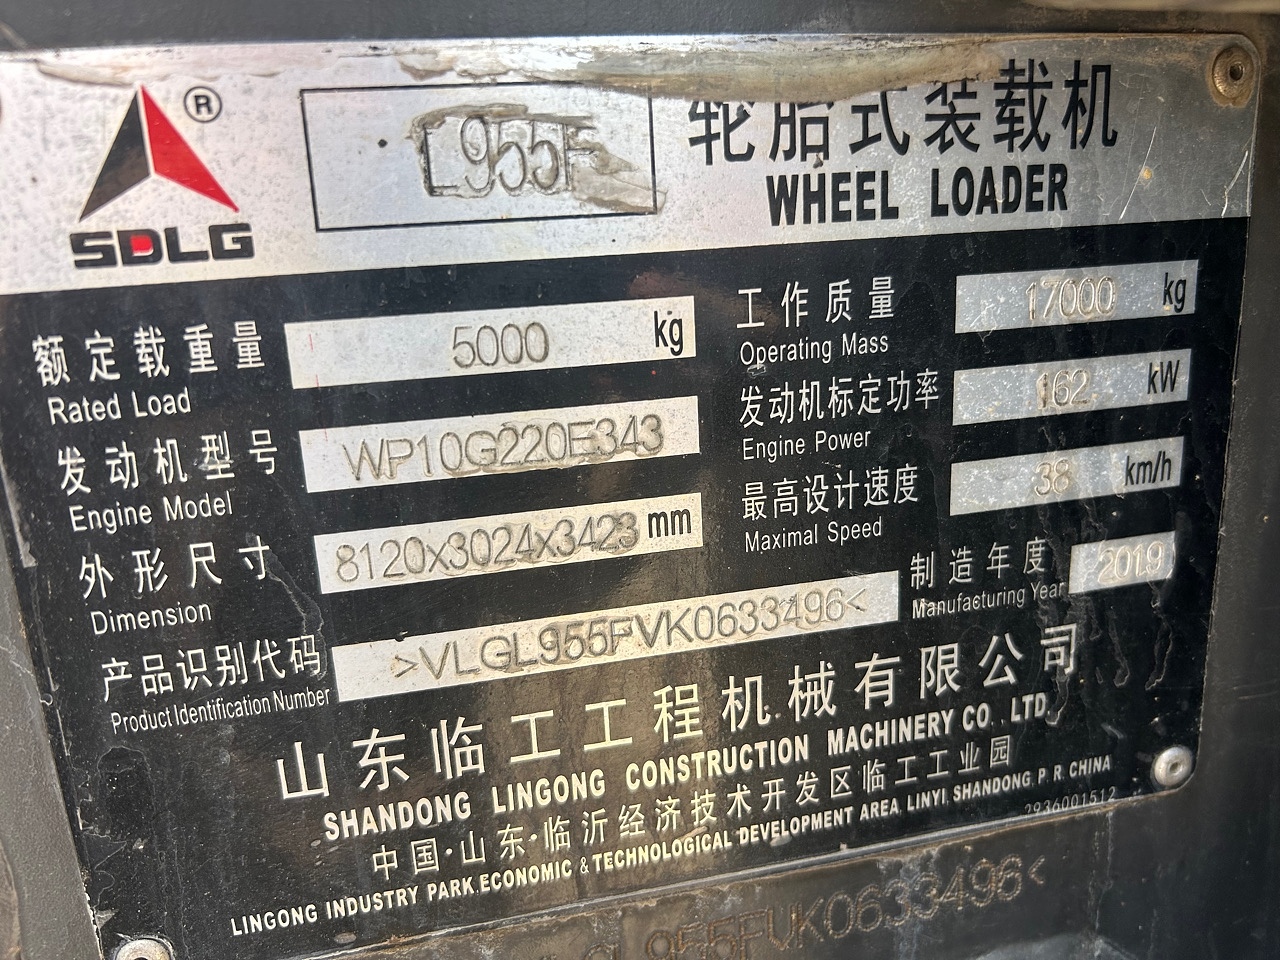 ®
SDLG
L955F
轮胎式装载机
WHEEL LOADER
额定载重量
Rated Load
5000 kg
工作质量
Operating Mass
17000 kg
发动机型号
Engine Model
WP10G220E343
发动机标定功率
Engine Power
162 kW
外形尺寸
Dimension
8120x3024x3423 mm
最高设计速度
Maximal Speed
38 km/h
产品识别代码
Product Identification Number
>VLGL955FVK0633496<
制造年度
Manufacturing Year
2019
山东临工工程机械有限公司
SHANDONG LINGONG CONSTRUCTION MACHINERY CO., LTD.
中国·山东·临沂经济技术开发区临工工业园
LINGONG INDUSTRY PARK.ECONOMIC & TECHNOLOGICAL DEVELOPMENT AREA, LINYI, SHANDONG, P. R. CHINA
2936001512
GL955FVK0633496<